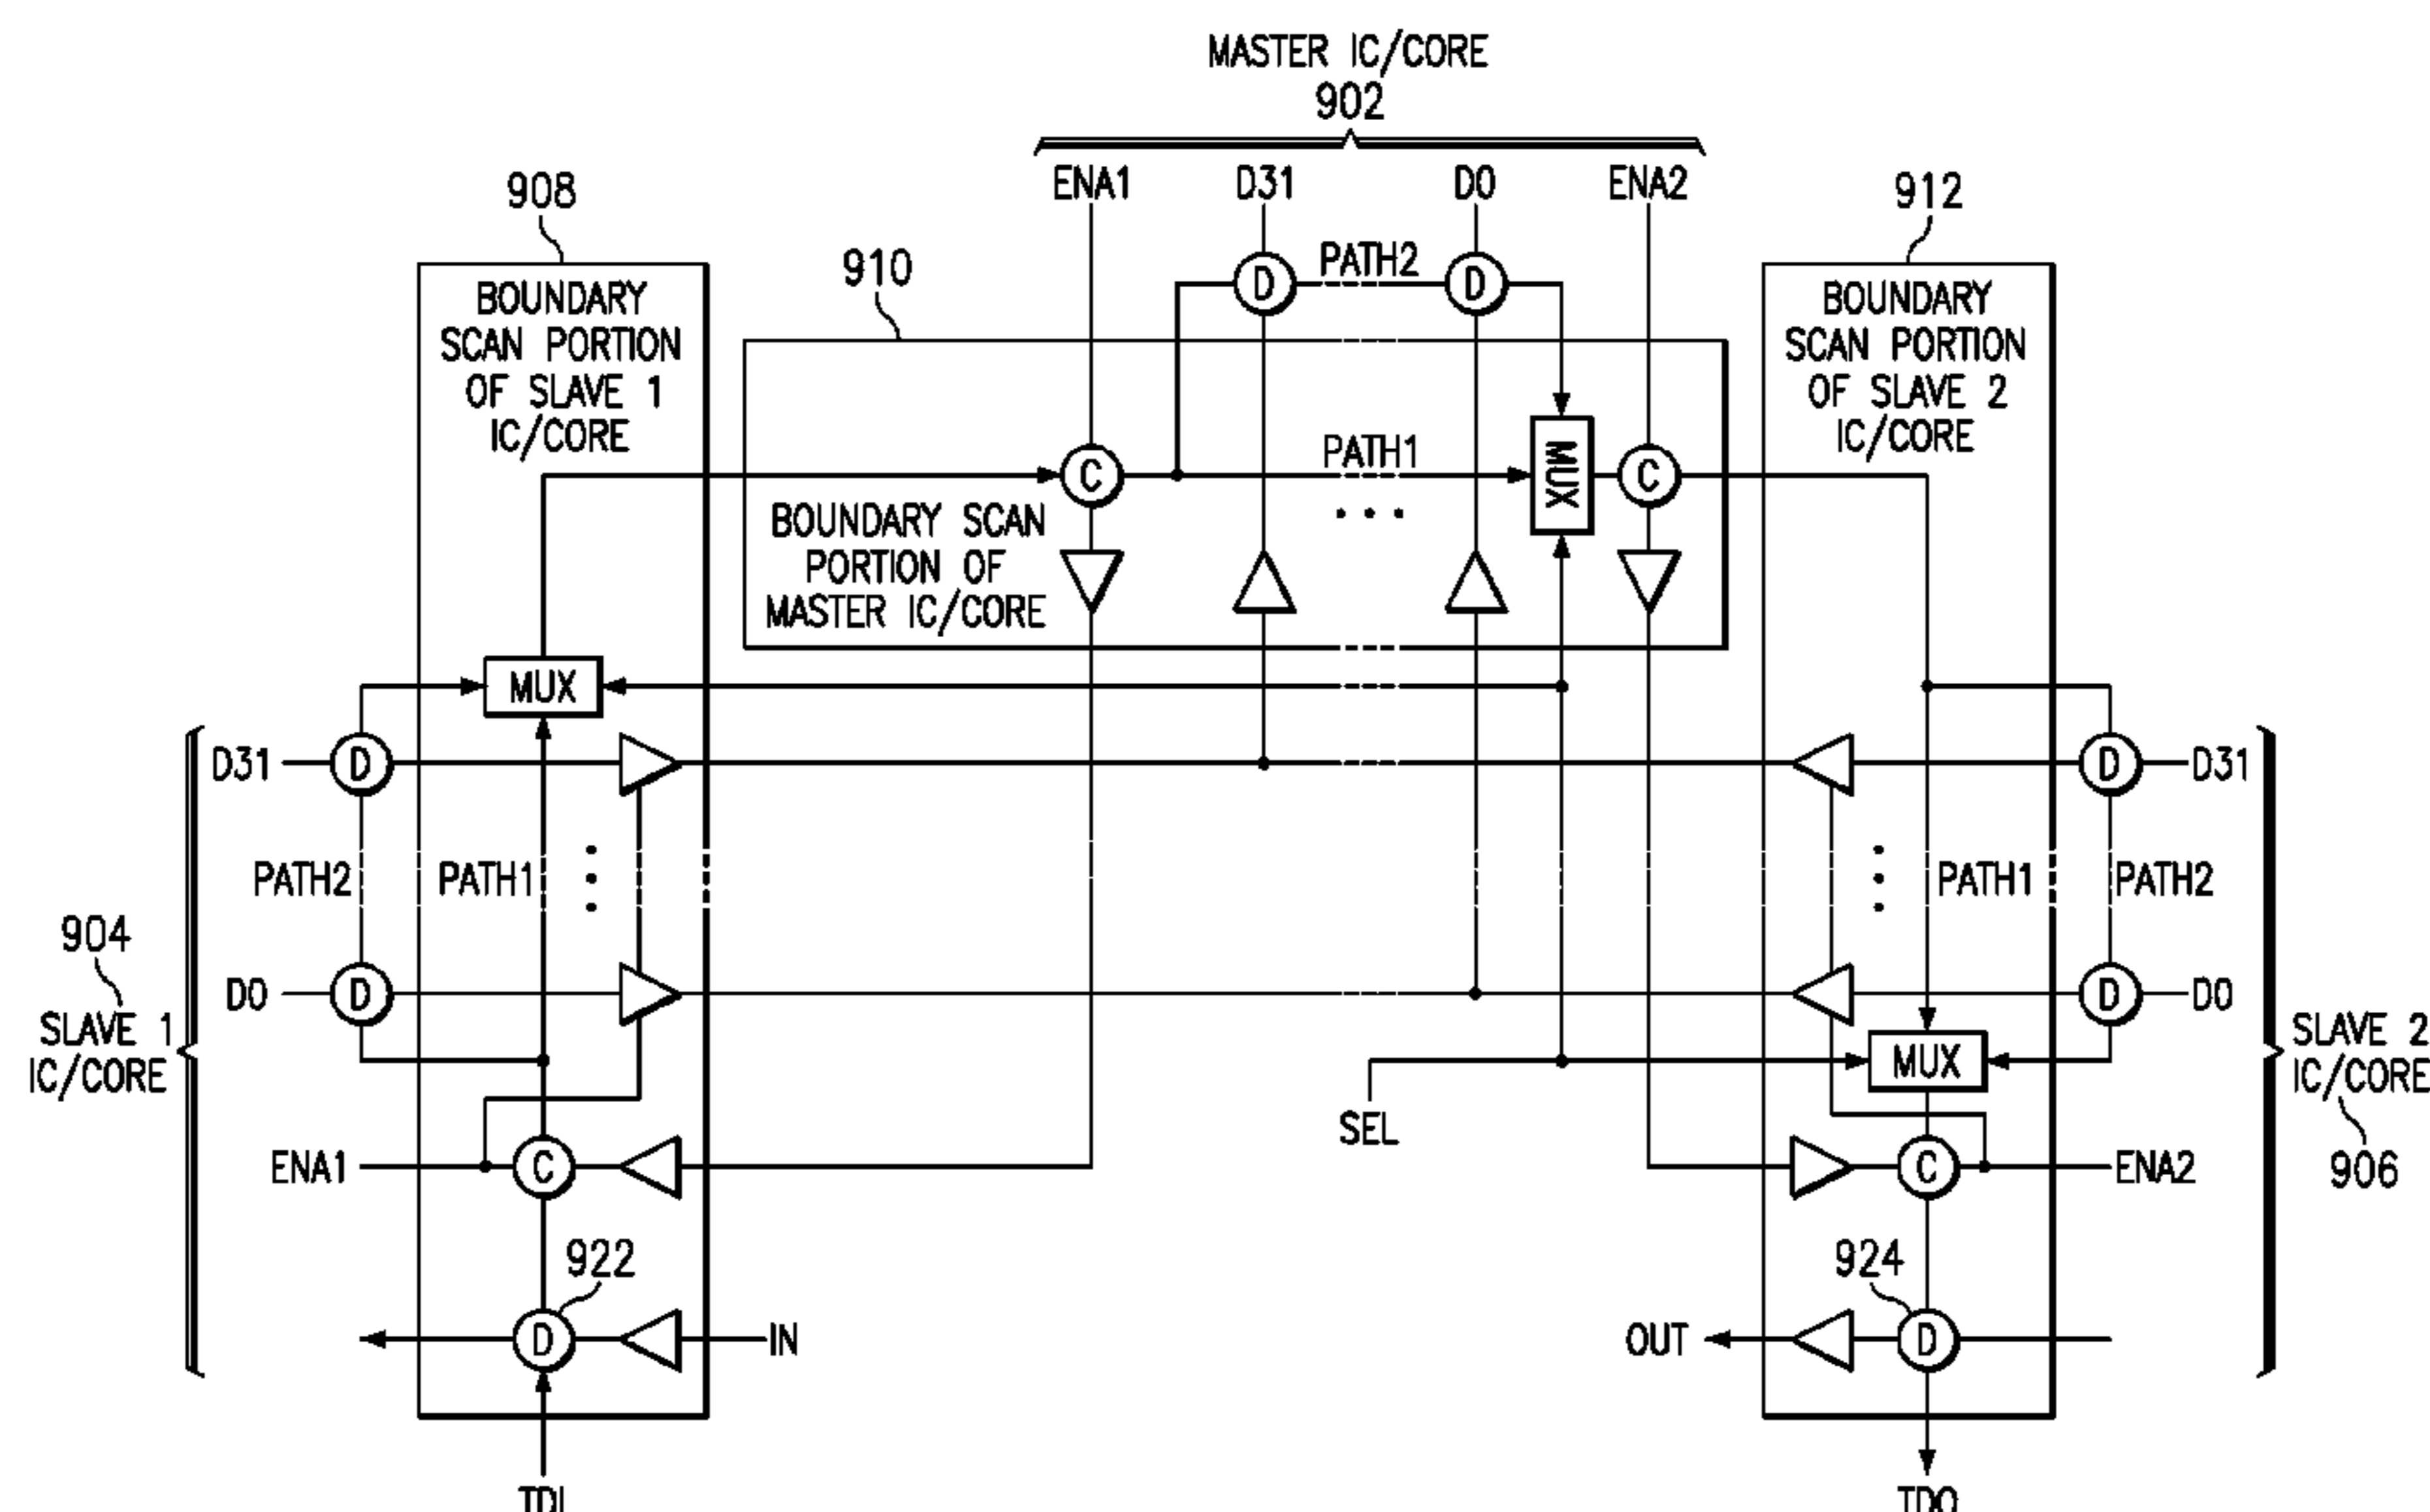 MASTER IC/CORE
902
ENA1 D31 D0 ENA2
908
910
912
BOUNDARY
SCAN PORTION
OF SLAVE 1
IC/CORE
PATH2
PATH1
MUX
C
C
D
D
BOUNDARY SCAN
PORTION OF
MASTER IC/CORE
BOUNDARY
SCAN PORTION
OF SLAVE 2
IC/CORE
MUX
D31
D
D
D31
PATH2
PATH1
PATH1
PATH2
904
SLAVE 1
IC/CORE
D0
D
D
D0
SLAVE 2
IC/CORE
906
MUX
SEL
ENA1
C
C
ENA2
922
924
D
IN
OUT
D
TDI
TDO